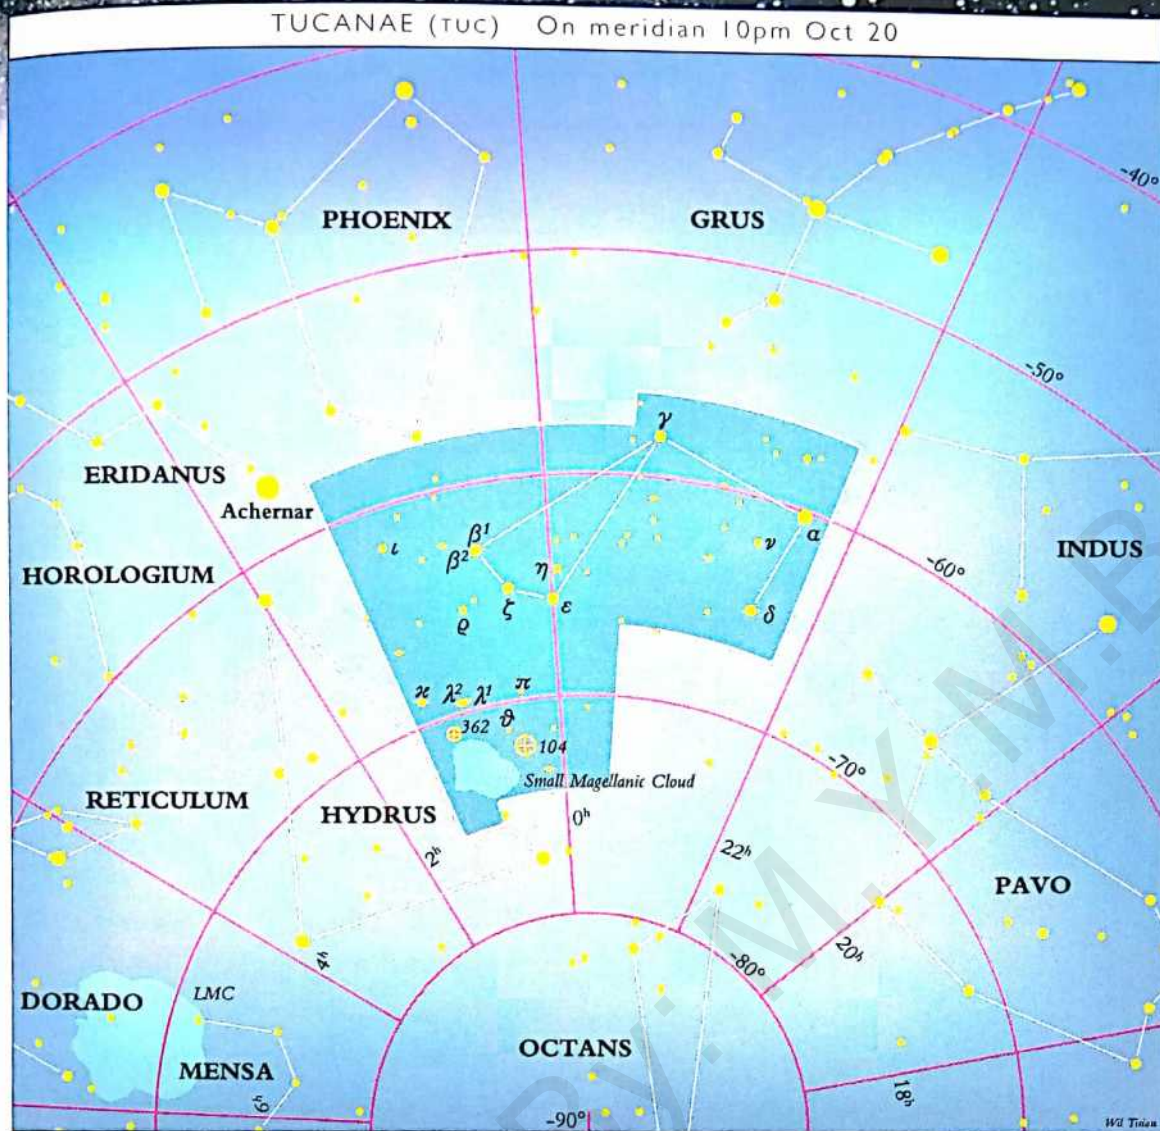 TUCANAE (TUC) On meridian 10pm Oct 20
-40°
PHOENIX
GRUS
-50°
γ
ERIDANUS
Achernar
β¹
β²
ι
α
ν
INDUS
HOROLOGIUM
η
-60°
ζ
ε
δ
ϱ
ϰ
λ²
λ¹
π
ϑ
362
104
-70°
Small Magellanic Cloud
RETICULUM
HYDRUS
0ʰ
2ʰ
22ʰ
PAVO
4ʰ
20ʰ
-80°
DORADO
LMC
OCTANS
MENSA
6ʰ
18ʰ
-90°
Wil Tirion
By: M.Y.M.B